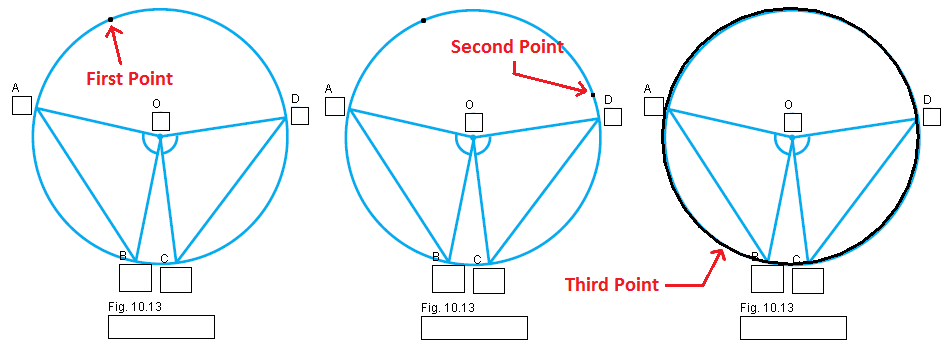 First Point
A
O
D
B
C
Fig. 10.13
Second Point
A
O
D
B
C
Fig. 10.13
A
O
D
B
C
Third Point
Fig. 10.13